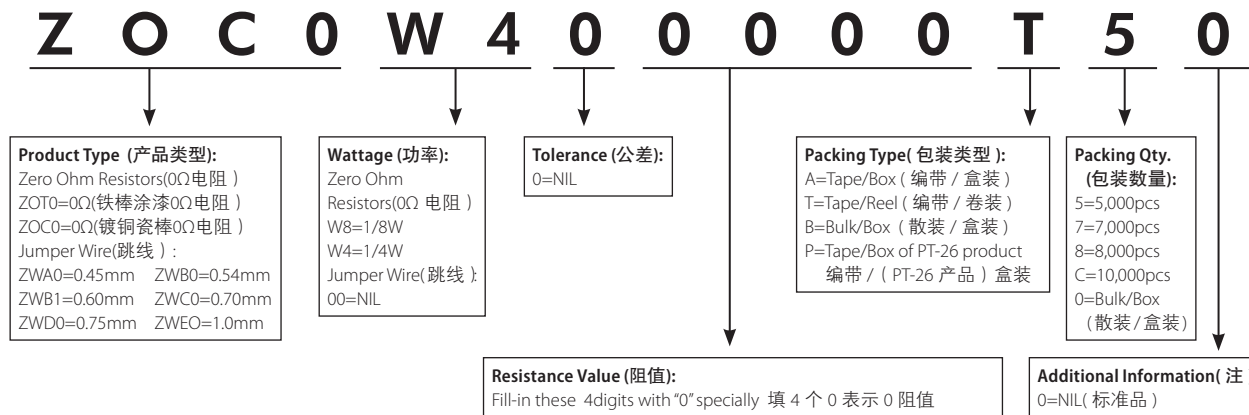 Z O C 0 W 4 0 0 0 0 0 T 5 0
Product Type (产品类型):
Zero Ohm Resistors(0Ω电阻)
ZOT0=0Ω(铁棒涂漆0Ω电阻)
ZOC0=0Ω(镀铜瓷棒0Ω电阻)
Jumper Wire(跳线):
ZWA0=0.45mm ZWB0=0.54mm
ZWB1=0.60mm ZWC0=0.70mm
ZWD0=0.75mm ZWEO=1.0mm
Wattage (功率):
Zero Ohm
Resistors(0Ω 电阻)
W8=1/8W
W4=1/4W
Jumper Wire(跳线):
00=NIL
Tolerance (公差):
0=NIL
Packing Type( 包装类型 ):
A=Tape/Box ( 编带 / 盒装 )
T=Tape/Reel ( 编带 / 卷装 )
B=Bulk/Box ( 散装 / 盒装 )
P=Tape/Box of PT-26 product
编带 / ( PT-26 产品 ) 盒装
Packing Qty.
(包装数量):
5=5,000pcs
7=7,000pcs
8=8,000pcs
C=10,000pcs
0=Bulk/Box
(散装/盒装)
Resistance Value (阻值):
Fill-in these 4digits with "0" specially 填 4 个 0 表示 0 阻值
Additional Information( 注
0=NIL( 标准品 )